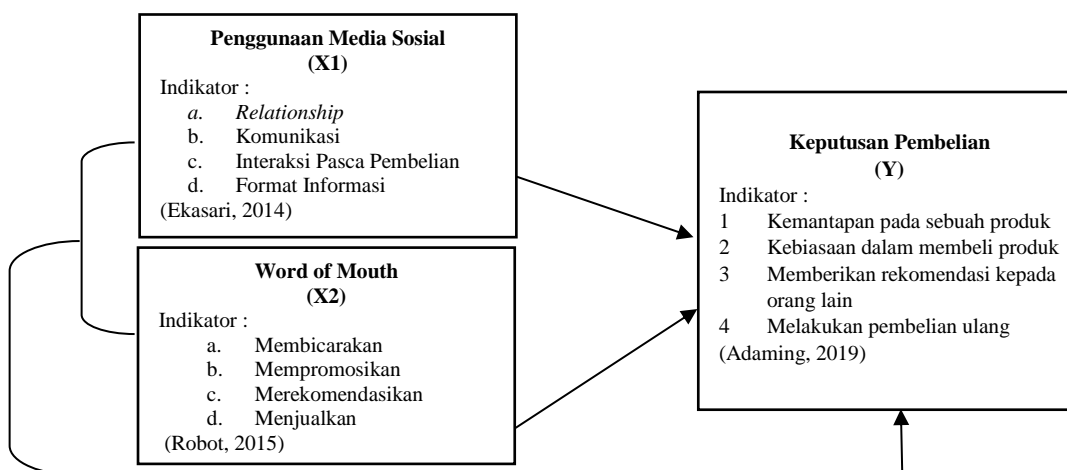 Penggunaan Media Sosial
(X1)
Indikator :
a. Relationship
b. Komunikasi
c. Interaksi Pasca Pembelian
d. Format Informasi
(Ekasari, 2014)
Word of Mouth
(X2)
Indikator :
a. Membicarakan
b. Mempromosikan
c. Merekomendasikan
d. Menjualkan
(Robot, 2015)
Keputusan Pembelian
(Y)
Indikator :
1 Kemantapan pada sebuah produk
2 Kebiasaan dalam membeli produk
3 Memberikan rekomendasi kepada
orang lain
4 Melakukan pembelian ulang
(Adaming, 2019)